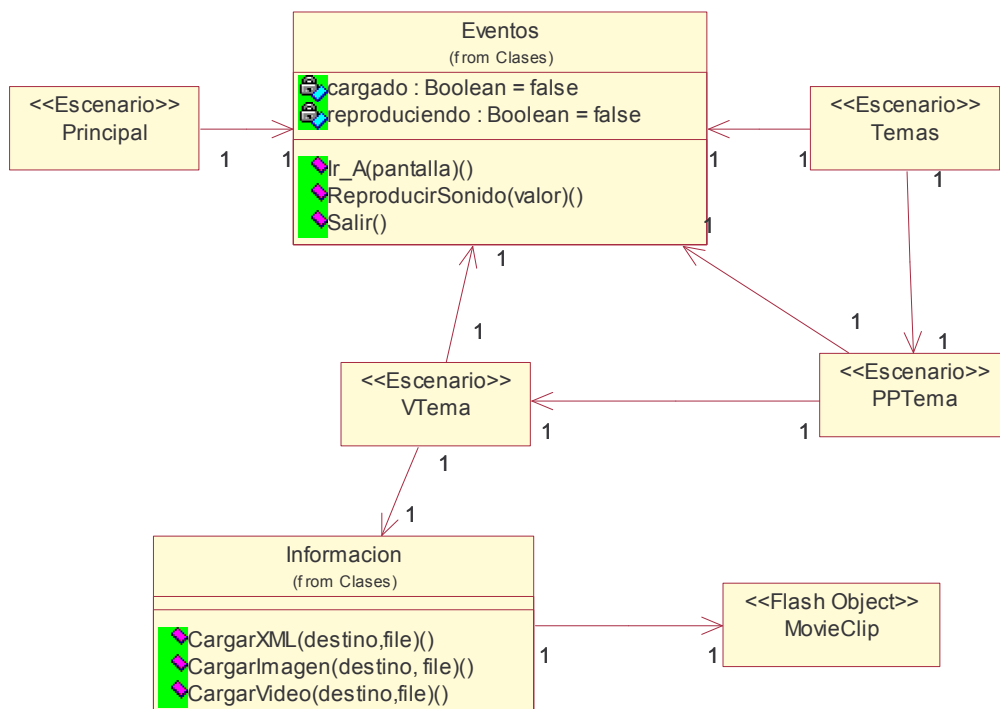 Eventos
(from Clases)
cargado : Boolean = false
reproduciendo : Boolean = false
Ir_A(pantalla)()
ReproducirSonido(valor)()
Salir()
<<Escenario>>
Principal
1
1
<<Escenario>>
Temas
1
1
1
1
1
1
<<Escenario>>
PPTema
1
1
<<Escenario>>
VTema
1
1
1
1
Informacion
(from Clases)
CargarXML(destino,file)()
CargarImagen(destino, file)()
CargarVideo(destino,file)()
1
1
<<Flash Object>>
MovieClip